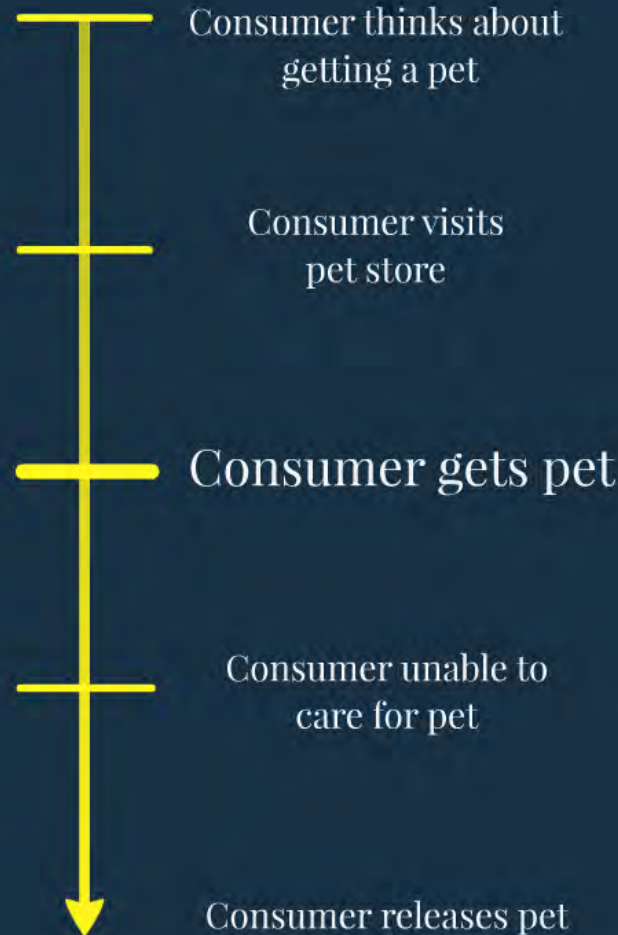 Consumer thinks about
getting a pet
Consumer visits
pet store
Consumer gets pet
Consumer unable to
care for pet
Consumer releases pet